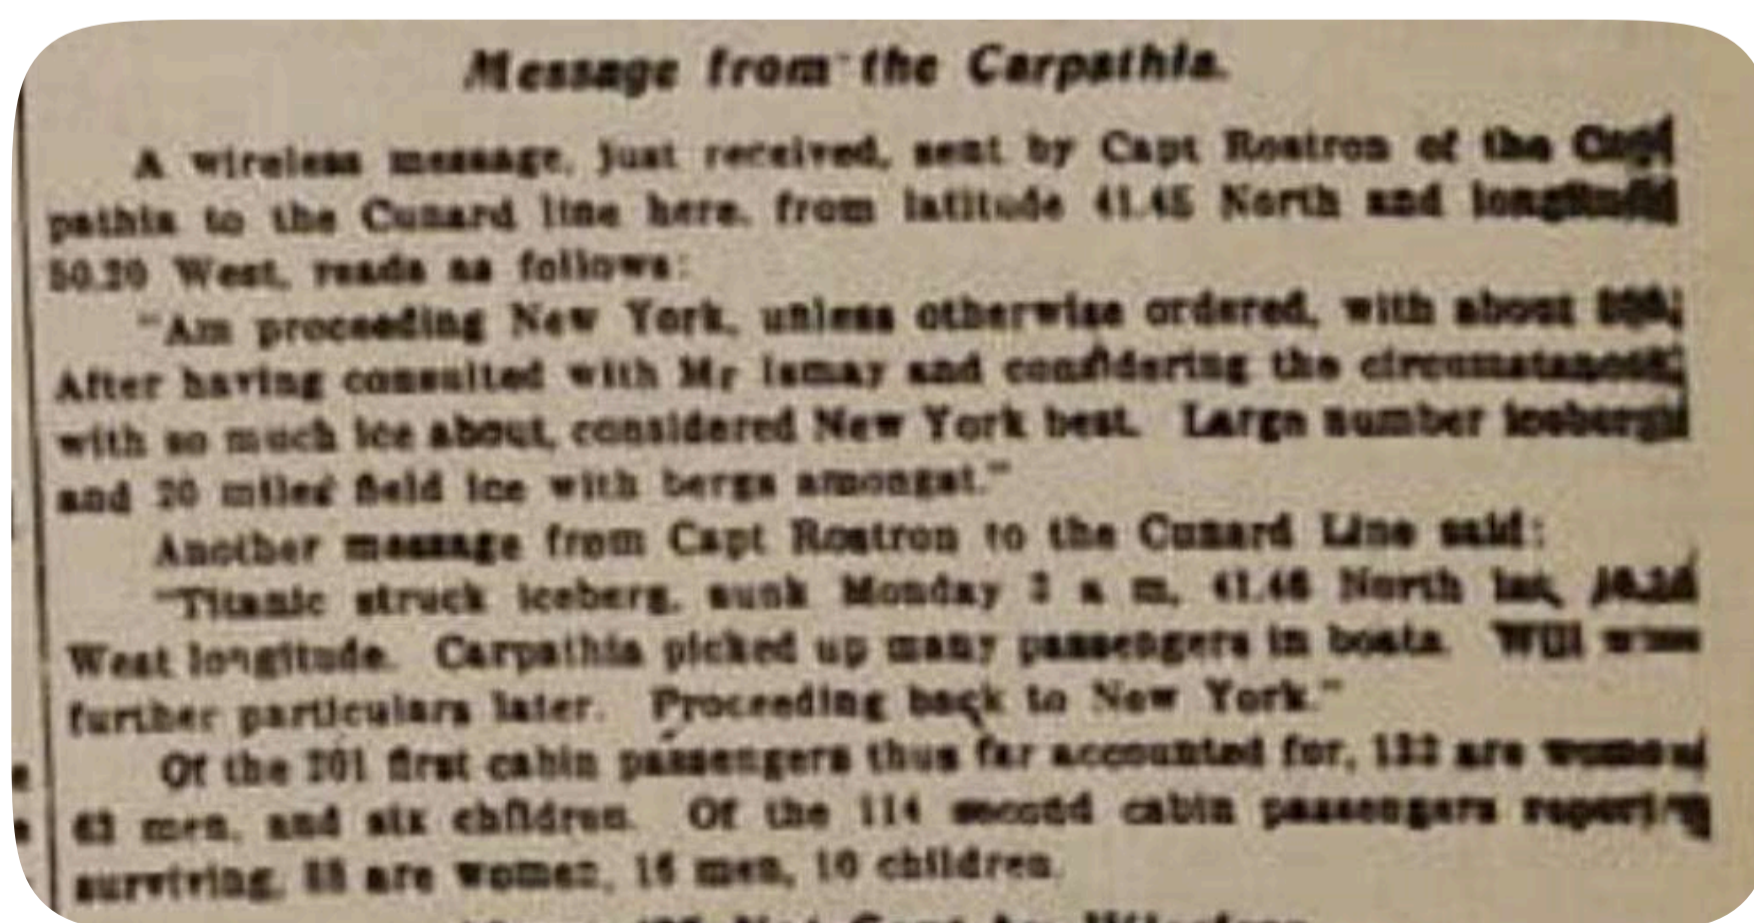 Message from the Carpathia.
A wireless message, just received, sent by Capt Rostron of the
pathia to the Cunard line here, from latitude 41.45 North and longitude
50.20 West, reads as follows:
"Am proceeding New York, unless otherwise ordered, with about
After having consulted with Mr Ismay and considering the circumstances,
with so much ice about, considered New York best. Large number icebergs
and 20 miles field ice with bergs amongst."
Another message from Capt Rostron to the Cunard Line said:
"Titanic struck iceberg, sunk Monday 3 a m, 41.46 North lat,
West longitude. Carpathia picked up many passengers in boats. Will
further particulars later. Proceeding back to New York."
Of the 201 first cabin passengers thus far accounted for, 132 are women
63 men, and six children. Of the 114 second cabin passengers
surviving, 88 are women, 16 men, 10 children.